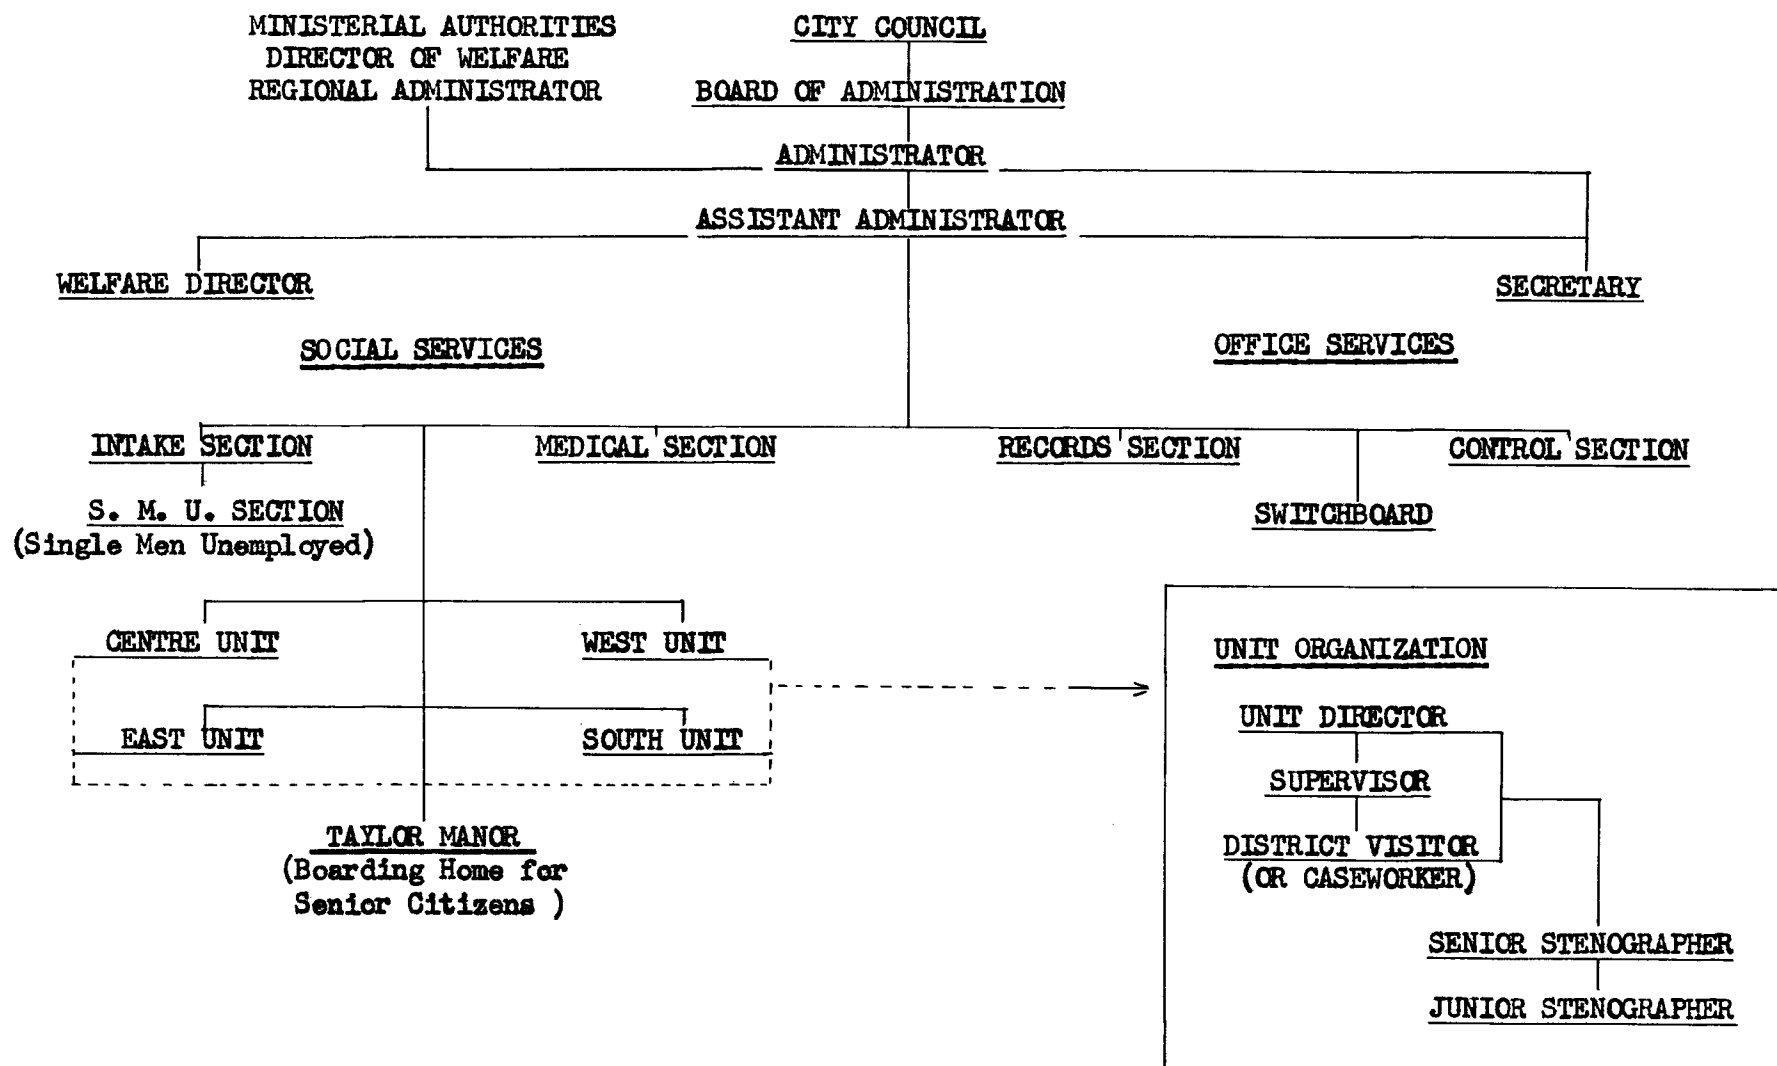 MINISTERIAL AUTHORITIES
DIRECTOR OF WELFARE
REGIONAL ADMINISTRATOR
CITY COUNCIL
BOARD OF ADMINISTRATION
ADMINISTRATOR
ASSISTANT ADMINISTRATOR
WELFARE DIRECTOR
SECRETARY
SOCIAL SERVICES
OFFICE SERVICES
INTAKE SECTION
MEDICAL SECTION
RECORDS SECTION
CONTROL SECTION
S. M. U. SECTION
(Single Men Unemployed)
SWITCHBOARD
CENTRE UNIT
WEST UNIT
EAST UNIT
SOUTH UNIT
TAYLOR MANOR
(Boarding Home for
Senior Citizens )
UNIT ORGANIZATION
UNIT DIRECTOR
SUPERVISOR
DISTRICT VISITOR
(OR CASEWORKER)
SENIOR STENOGRAPHER
JUNIOR STENOGRAPHER